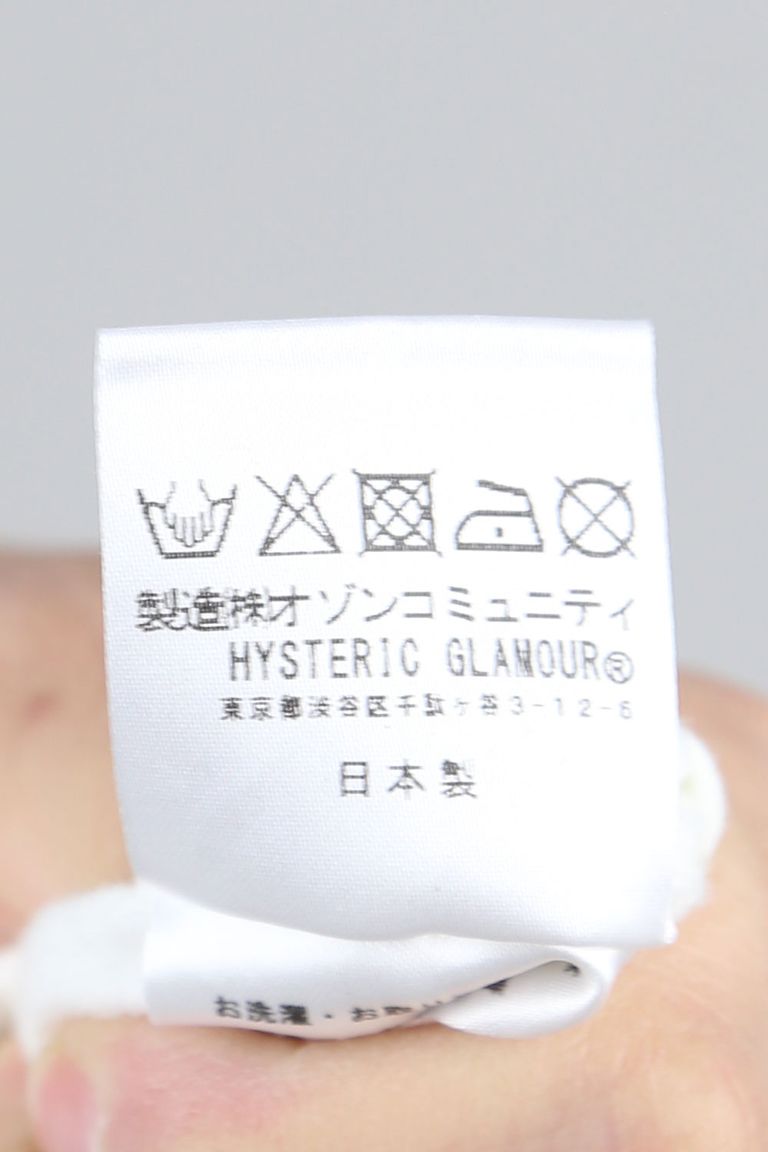 製造㈱オゾンコミュニティ
HYSTERIC GLAMOUR®
東京都渋谷区千駄ヶ谷3-12-6
日本製
お洗濯・お取